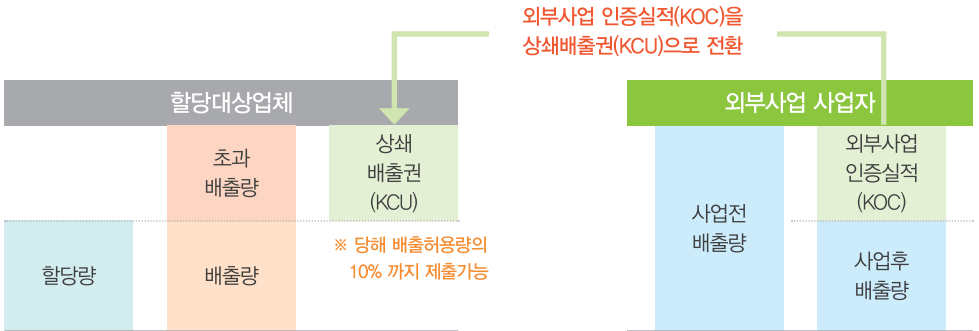 외부사업 인증실적(KOC)을
상쇄배출권(KCU)으로 전환
할당대상업체
외부사업 사업자
초과
배출량
상쇄
배출권
(KCU)
외부사업
인증실적
(KOC)
사업전
배출량
※ 당해 배출허용량의
10% 까지 제출가능
할당량
배출량
사업후
배출량